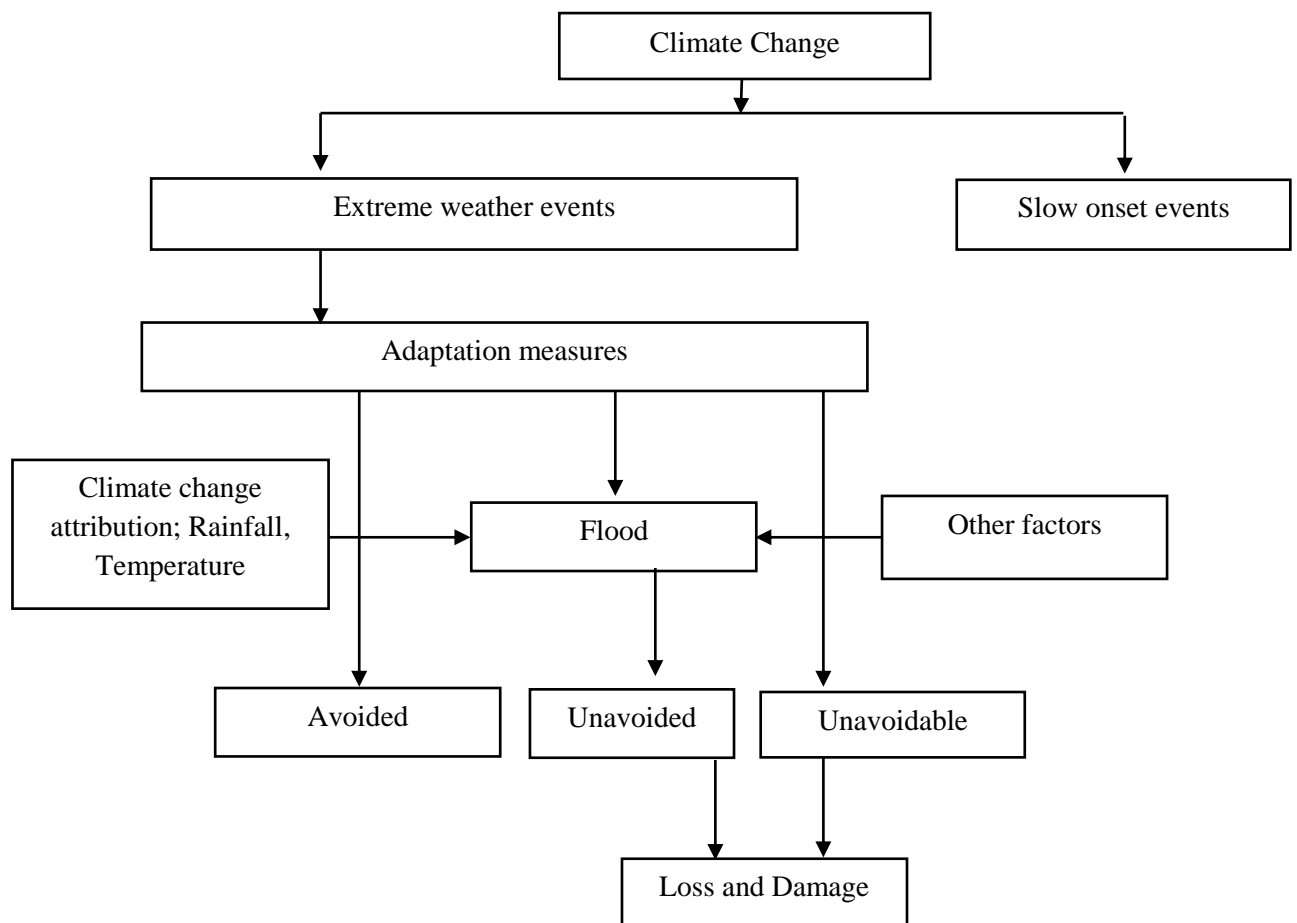 Climate Change
Extreme weather events
Slow onset events
Adaptation measures
Climate change
attribution; Rainfall,
Temperature
Flood
Other factors
Avoided
Unavoided
Unavoidable
Loss and Damage